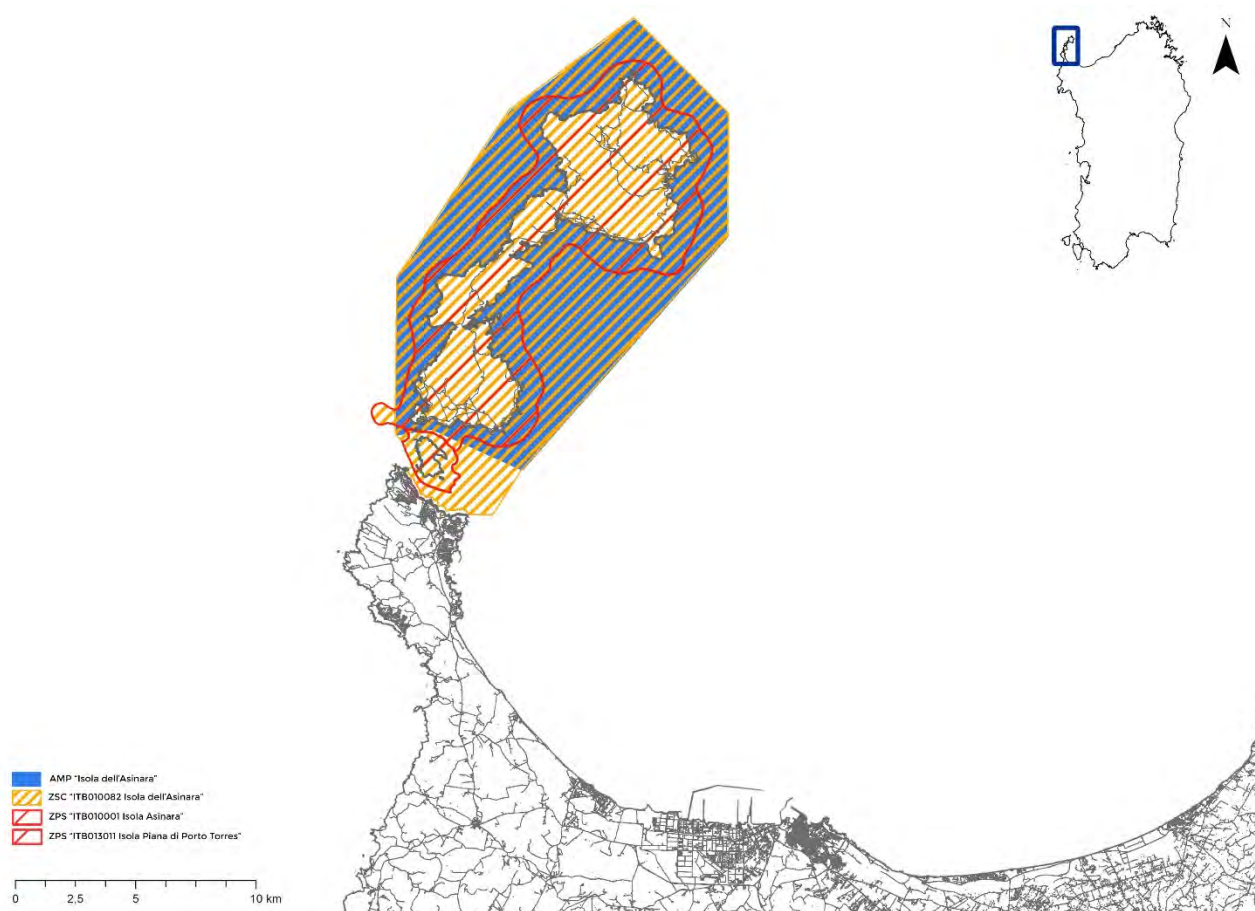 N
AMP "Isola dell'Asinara"
ZSC "ITB010082 Isola dell'Asinara"
ZPS "ITB010001 Isola Asinara"
ZPS "ITB013011 Isola Piana di Porto Torres"
0 2,5 5 10 km